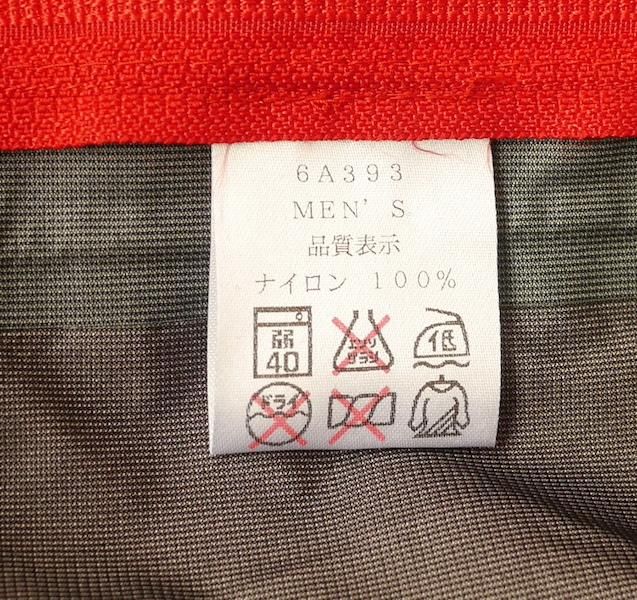 6A393
MEN'S
品質表示
ナイロン 100%
弱
40
エンソ
サラシ
低
ドライ